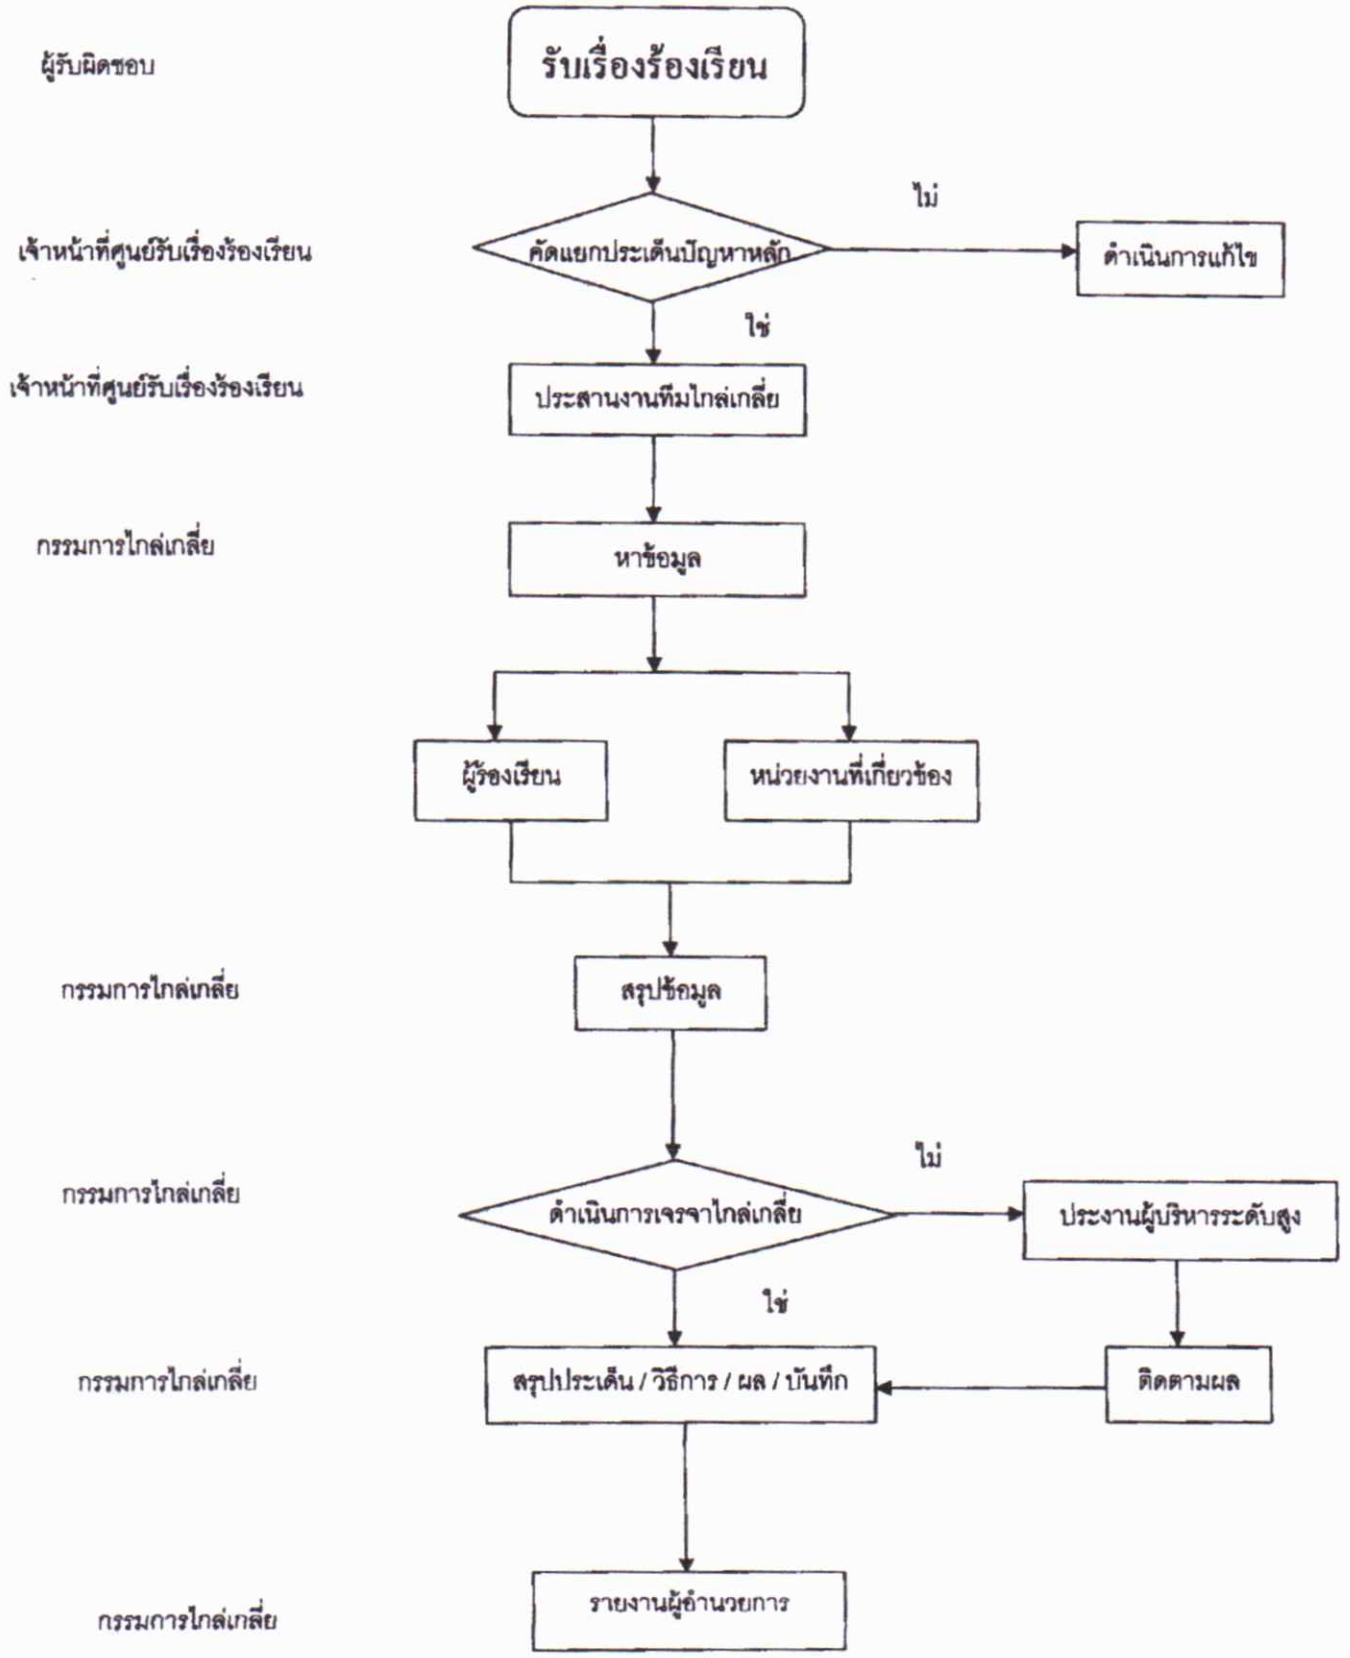 ผู้รับผิดชอบ
รับเรื่องร้องเรียน
ไม่
เจ้าหน้าที่ศูนย์รับเรื่องร้องเรียน
คัดแยกประเด็นปัญหาหลัก
ดำเนินการแก้ไข
ใช่
เจ้าหน้าที่ศูนย์รับเรื่องร้องเรียน
ประสานงานทีมไกล่เกลี่ย
กรรมการไกล่เกลี่ย
หาข้อมูล
ผู้ร้องเรียน
หน่วยงานที่เกี่ยวข้อง
กรรมการไกล่เกลี่ย
สรุปข้อมูล
ไม่
กรรมการไกล่เกลี่ย
ดำเนินการเจรจาไกล่เกลี่ย
ประงานผู้บริหารระดับสูง
ใช่
กรรมการไกล่เกลี่ย
สรุปประเด็น / วิธีการ / ผล / บันทึก
ติดตามผล
กรรมการไกล่เกลี่ย
รายงานผู้อำนวยการ